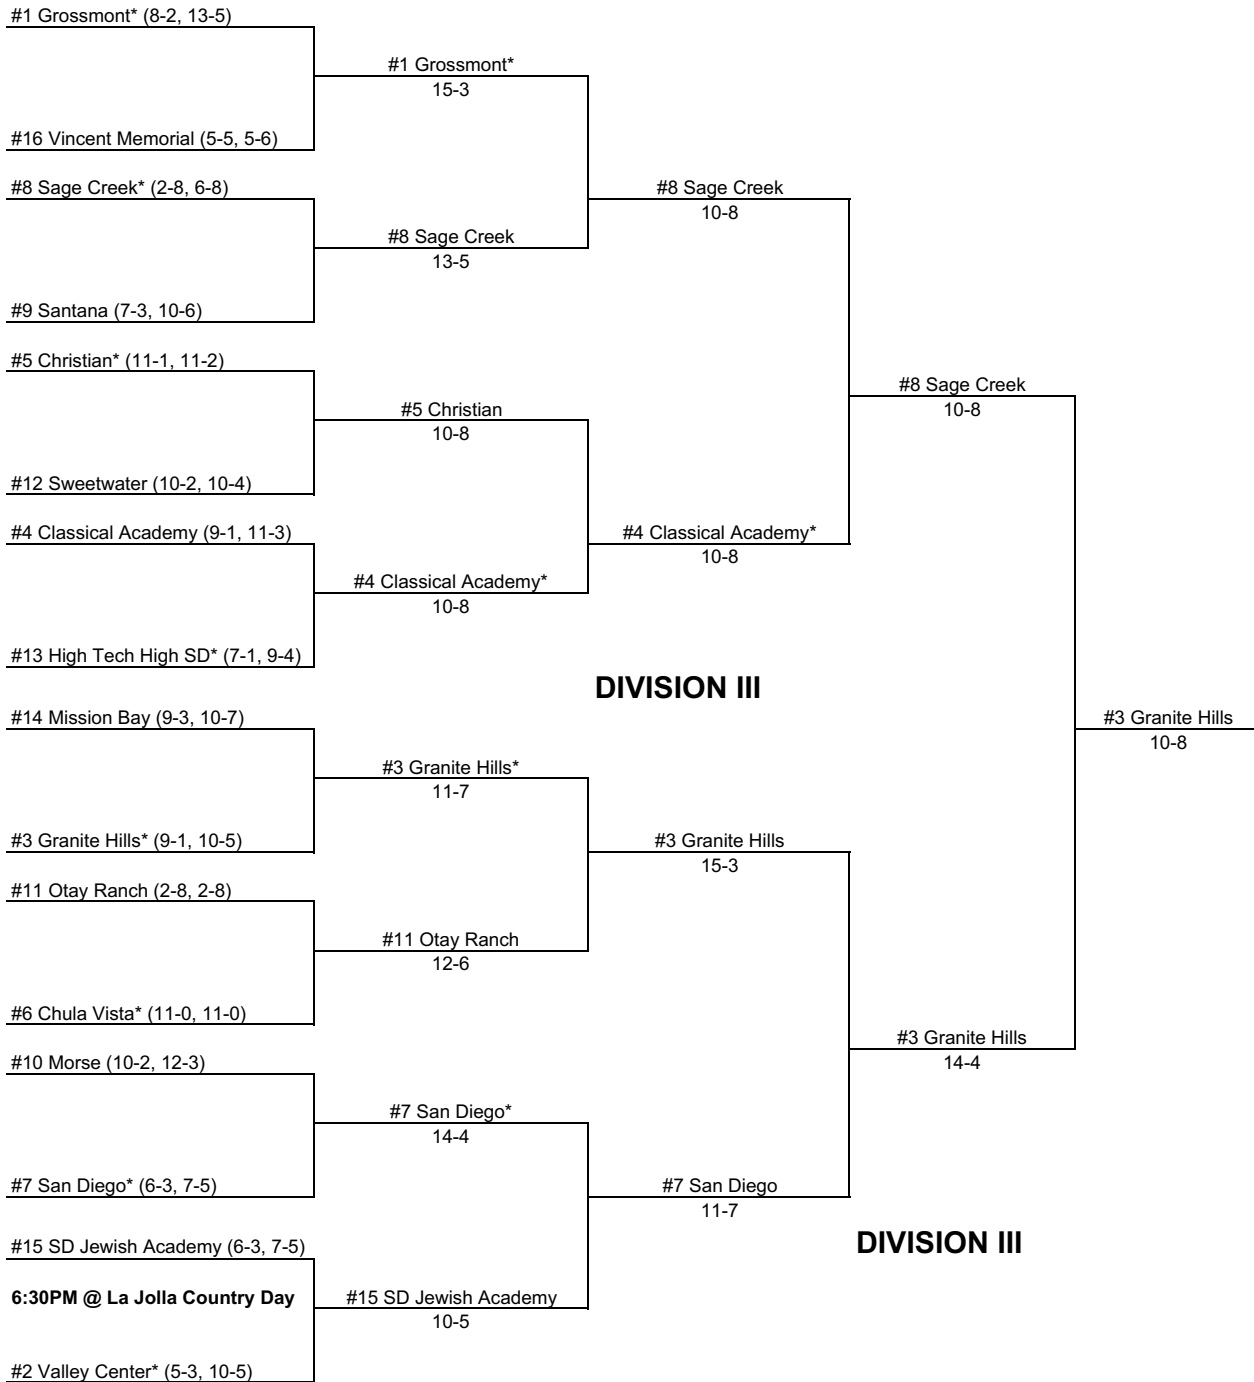 #1 Grossmont* (8-2, 13-5)
#1 Grossmont*
15-3
#16 Vincent Memorial (5-5, 5-6)
#8 Sage Creek* (2-8, 6-8)
#8 Sage Creek
10-8
#8 Sage Creek
13-5
#9 Santana (7-3, 10-6)
#5 Christian* (11-1, 11-2)
#8 Sage Creek
10-8
#5 Christian
10-8
#12 Sweetwater (10-2, 10-4)
#4 Classical Academy (9-1, 11-3)
#4 Classical Academy*
10-8
#4 Classical Academy*
10-8
#13 High Tech High SD* (7-1, 9-4)
DIVISION III
#14 Mission Bay (9-3, 10-7)
#3 Granite Hills
10-8
#3 Granite Hills*
11-7
#3 Granite Hills* (9-1, 10-5)
#3 Granite Hills
15-3
#11 Otay Ranch (2-8, 2-8)
#11 Otay Ranch
12-6
#6 Chula Vista* (11-0, 11-0)
#3 Granite Hills
14-4
#10 Morse (10-2, 12-3)
#7 San Diego*
14-4
#7 San Diego* (6-3, 7-5)
#7 San Diego
11-7
#15 SD Jewish Academy (6-3, 7-5)
DIVISION III
6:30PM @ La Jolla Country Day
#15 SD Jewish Academy
10-5
#2 Valley Center* (5-3, 10-5)